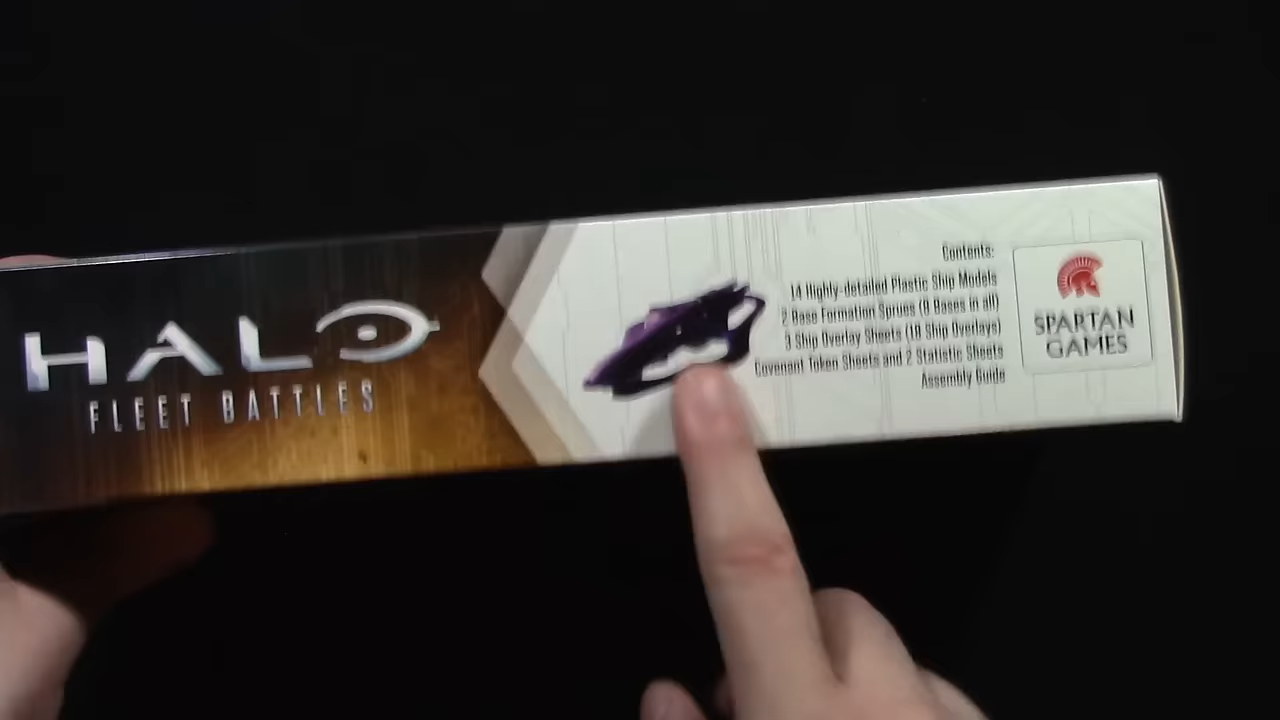 HALO
FLEET BATTLES
Contents:
14 Highly-detailed Plastic Ship Models
2 Base Formation Sprues (8 Bases in all)
3 Ship Overlay Sheets (18 Ship Overlays)
Covenant Token Sheets and 2 Statistic Sheets
Assembly Guide
SPARTAN
GAMES